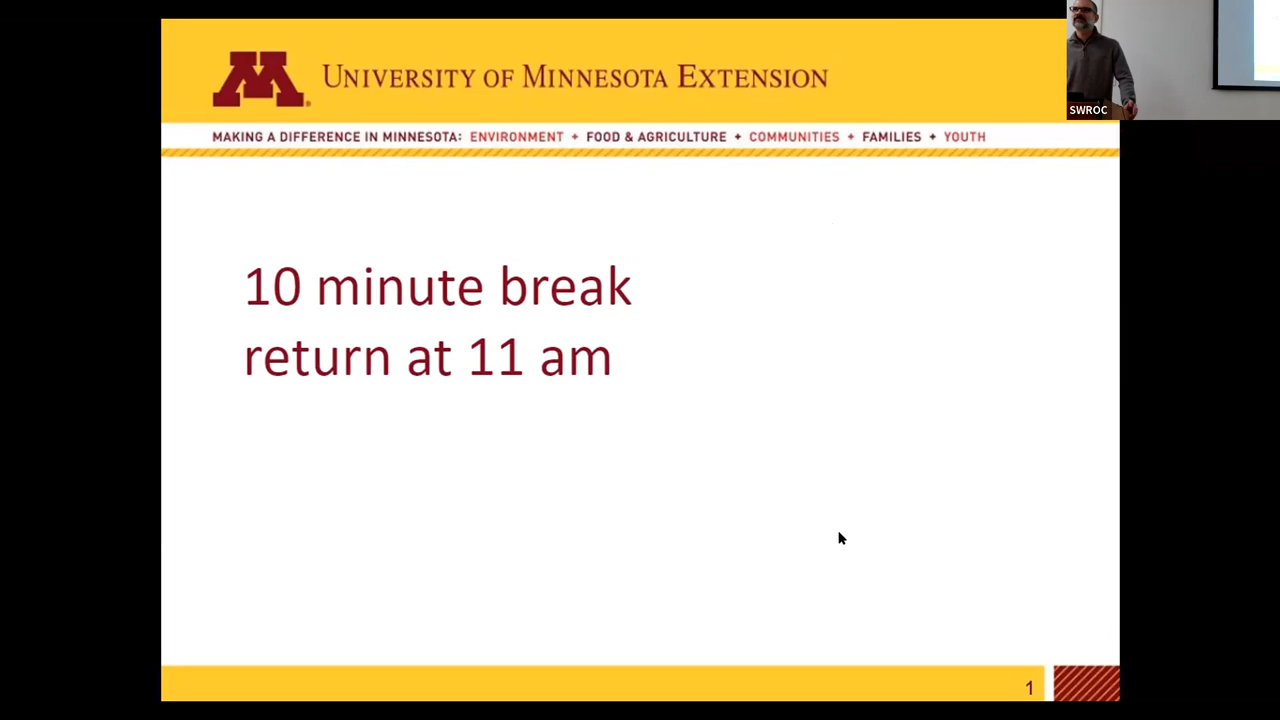 M
UNIVERSITY OF MINNESOTA EXTENSION
SWROC
MAKING A DIFFERENCE IN MINNESOTA: ENVIRONMENT + FOOD & AGRICULTURE + COMMUNITIES + FAMILIES + YOUTH
10 minute break
return at 11 am
1